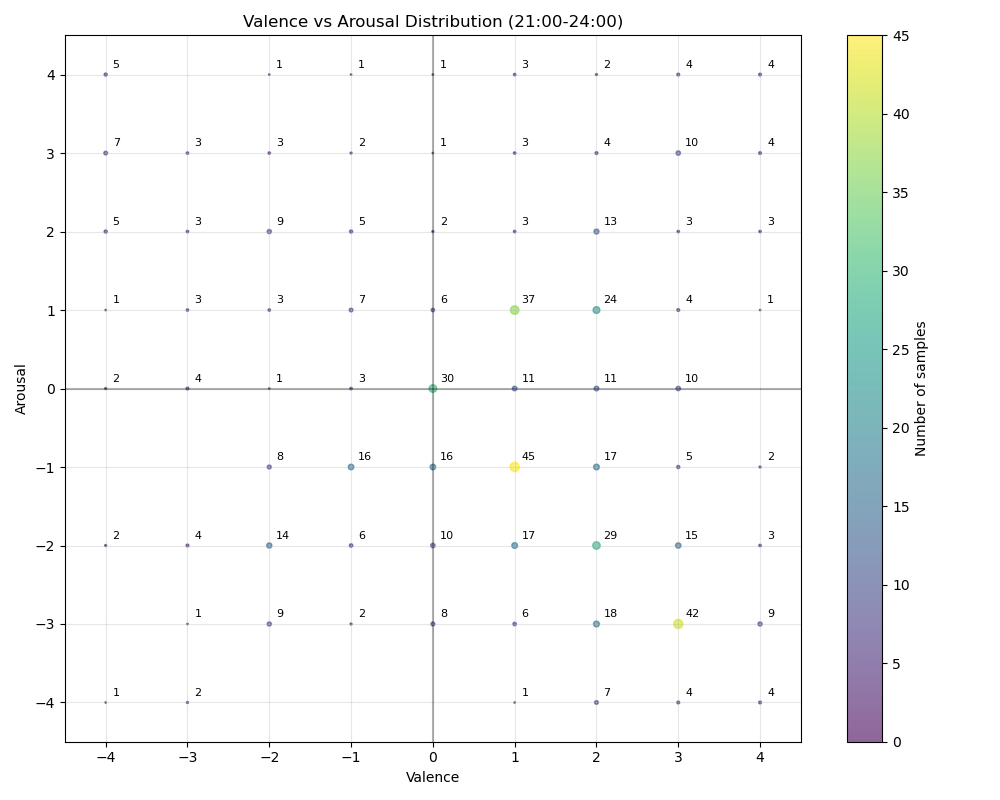 Valence vs Arousal Distribution (21:00-24:00)
45
4 5 1 1 1 3 2 4 4
40
3 7 3 3 2 1 3 4 10 4
35
2 5 3 9 5 2 3 13 3 3
30
1 1 3 3 7 6 37 24 4 1
25
Arousal
0 2 4 1 3 30 11 11 10
Number of samples
20
−1 8 16 16 45 17 5 2
15
−2 2 4 14 6 10 17 29 15 3
10
−3 1 9 2 8 6 18 42 9
5
−4 1 2 1 7 4 4
0
−4 −3 −2 −1 0 1 2 3 4
Valence